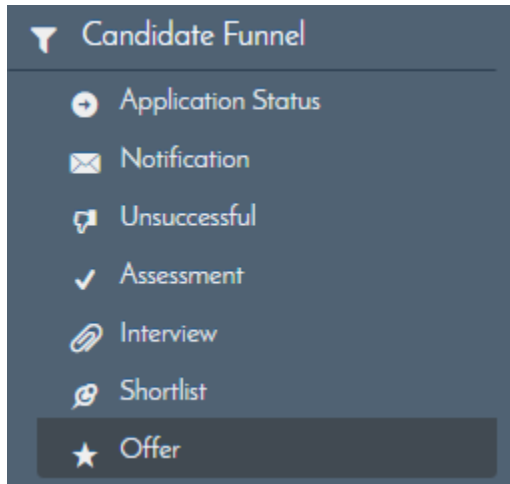 Candidate Funnel
Application Status
Notification
Unsuccessful
Assessment
Interview
Shortlist
Offer